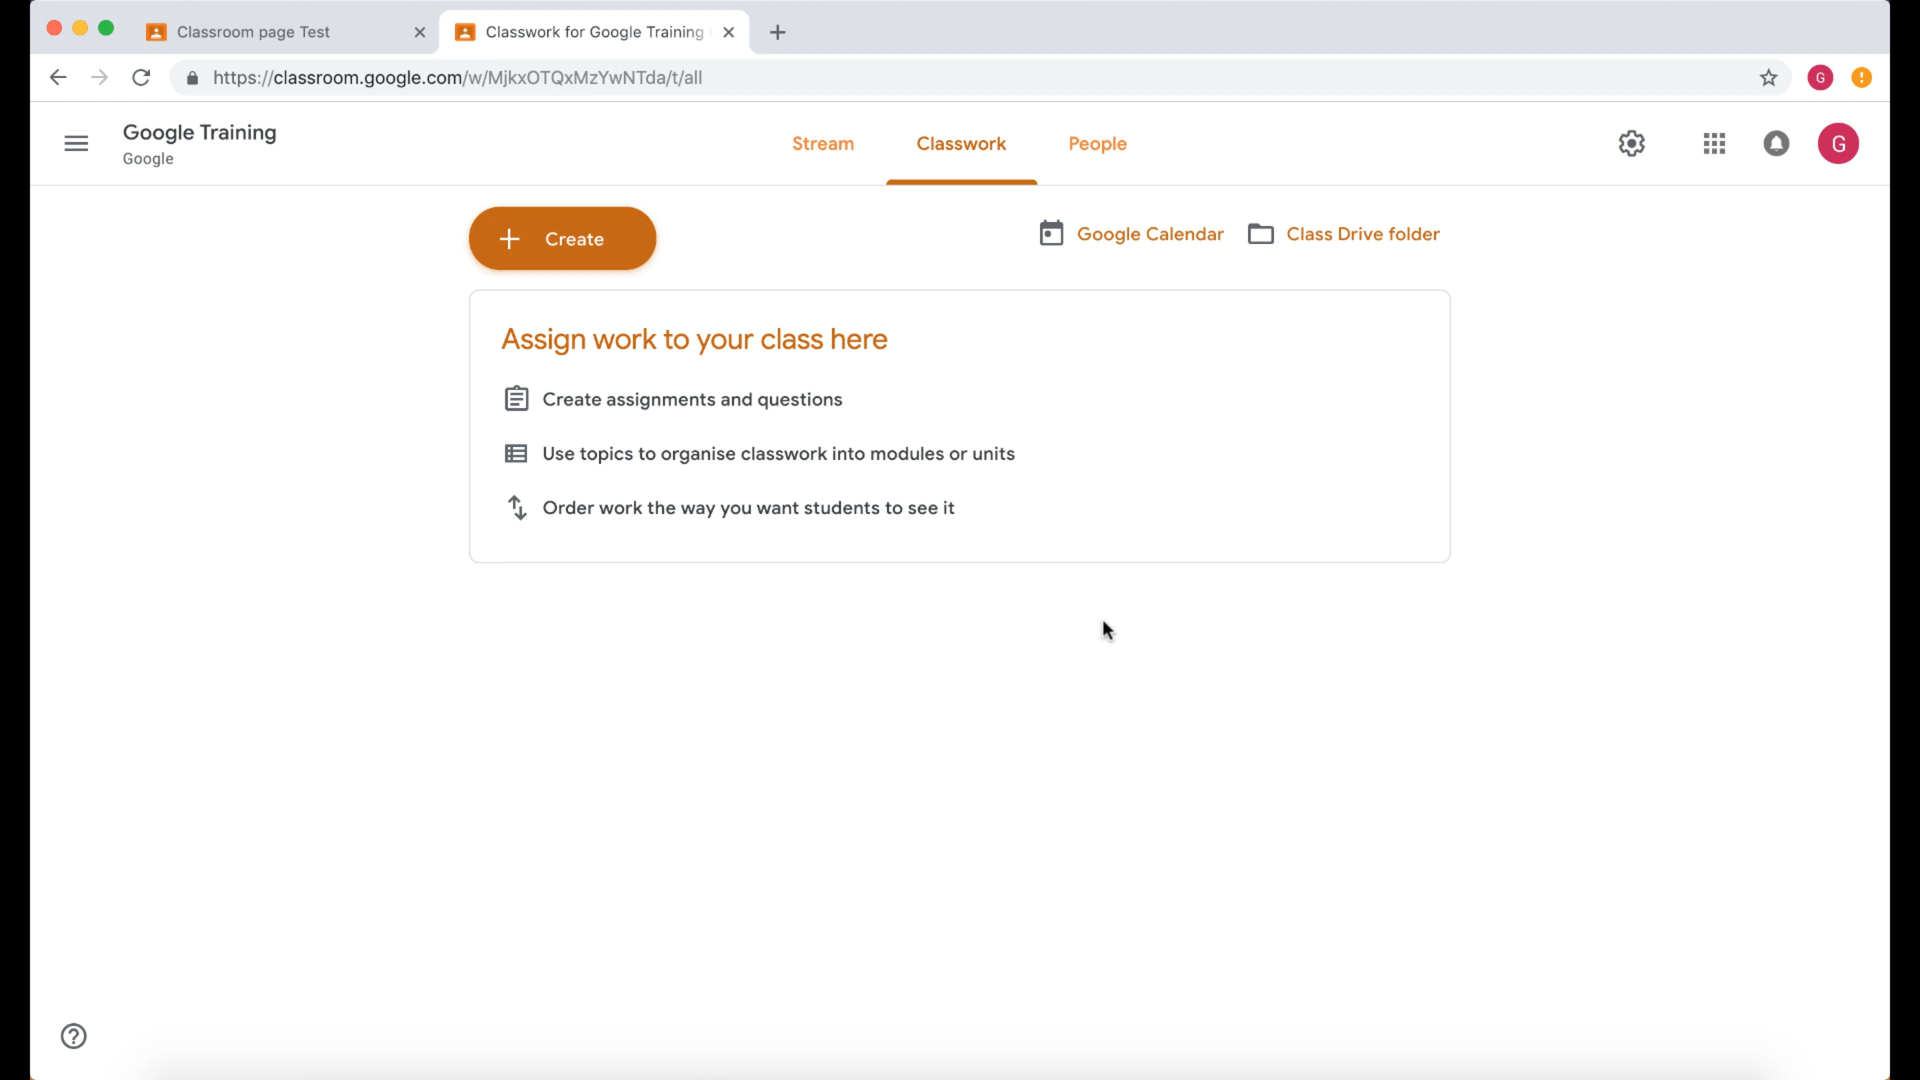 Classroom page Test
Classwork for Google Training
https://classroom.google.com/w/MjkxOTQxMzYwNTda/t/all
G
Google Training
Google
Stream
Classwork
People
G
Create
Google Calendar
Class Drive folder
Assign work to your class here
Create assignments and questions
Use topics to organise classwork into modules or units
Order work the way you want students to see it